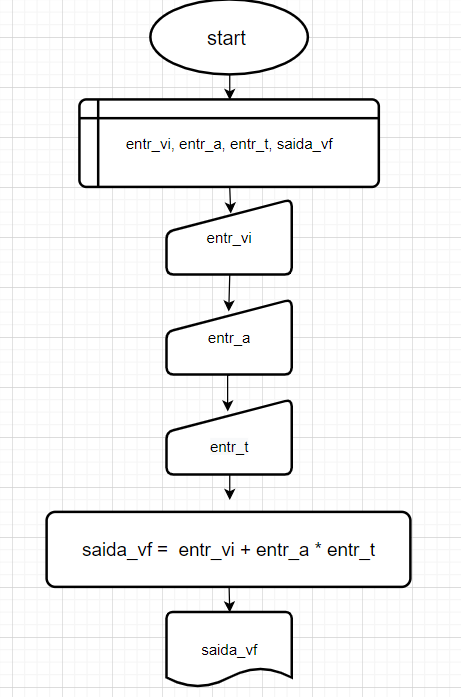 start
entr_vi, entr_a, entr_t, saida_vf
entr_vi
entr_a
entr_t
saida_vf = entr_vi + entr_a * entr_t
saida_vf